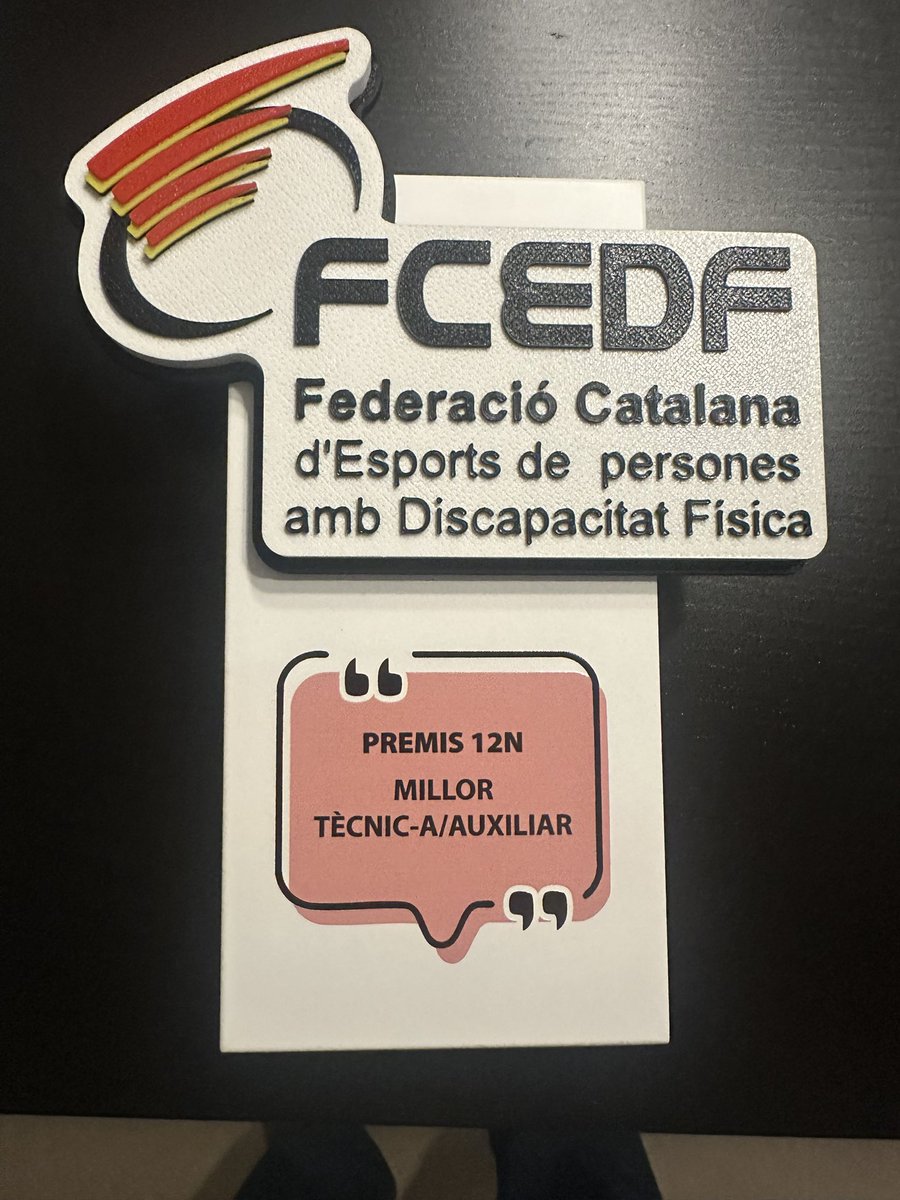 FCEDF
Federació Catalana
d'Esports de persones
amb Discapacitat Física
PREMIS 12N
MILLOR
TÈCNIC-A/AUXILIAR